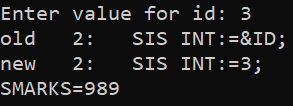 Enter value for id: 3
old   2:   SIS INT:=&ID;
new   2:   SIS INT:=3;
SMARKS=989